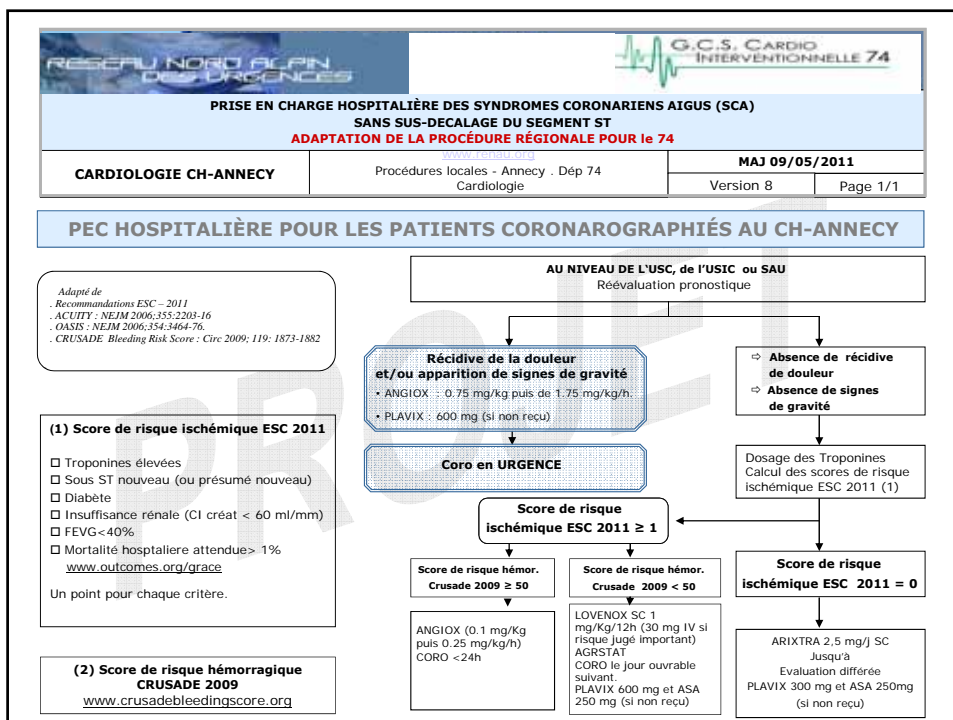 RESEAU NORD ALPIN
DES URGENCES
G.C.S. CARDIO
INTERVENTIONNELLE 74
PRISE EN CHARGE HOSPITALIÈRE DES SYNDROMES CORONARIENS AIGUS (SCA)
SANS SUS-DECALAGE DU SEGMENT ST
ADAPTATION DE LA PROCÉDURE RÉGIONALE POUR le 74
www.renau.org
CARDIOLOGIE CH-ANNECY
Procédures locales - Annecy . Dép 74
Cardiologie
MAJ 09/05/2011
Version 8
Page 1/1
PEC HOSPITALIÈRE POUR LES PATIENTS CORONAROGRAPHIÉS AU CH-ANNECY
PROJET
Adapté de
. Recommandations ESC – 2011
. ACUITY : NEJM 2006;355:2203-16
. OASIS : NEJM 2006;354:3464-76.
. CRUSADE Bleeding Risk Score : Circ 2009; 119: 1873-1882
AU NIVEAU DE L'USC, de l'USIC ou SAU
Réévaluation pronostique
Récidive de la douleur
et/ou apparition de signes de gravité
• ANGIOX : 0.75 mg/kg puis de 1.75 mg/kg/h.
• PLAVIX : 600 mg (si non reçu)
Coro en URGENCE
⇨ Absence de récidive
de douleur
⇨ Absence de signes
de gravité
Dosage des Troponines
Calcul des scores de risque
ischémique ESC 2011 (1)
(1) Score de risque ischémique ESC 2011
☐ Troponines élevées
☐ Sous ST nouveau (ou présumé nouveau)
☐ Diabète
☐ Insuffisance rénale (CI créat < 60 ml/mm)
☐ FEVG<40%
☐ Mortalité hosptaliere attendue> 1%
www.outcomes.org/grace
Un point pour chaque critère.
Score de risque
ischémique ESC 2011 ≥ 1
Score de risque hémor.
Crusade 2009 ≥ 50
Score de risque hémor.
Crusade 2009 < 50
Score de risque
ischémique ESC 2011 = 0
ANGIOX (0.1 mg/Kg
puis 0.25 mg/kg/h)
CORO <24h
LOVENOX SC 1
mg/Kg/12h (30 mg IV si
risque jugé important)
AGRSTAT
CORO le jour ouvrable
suivant.
PLAVIX 600 mg et ASA
250 mg (si non reçu)
ARIXTRA 2,5 mg/j SC
Jusqu'à
Evaluation différée
PLAVIX 300 mg et ASA 250mg
(si non reçu)
(2) Score de risque hémorragique
CRUSADE 2009
www.crusadebleedingscore.org